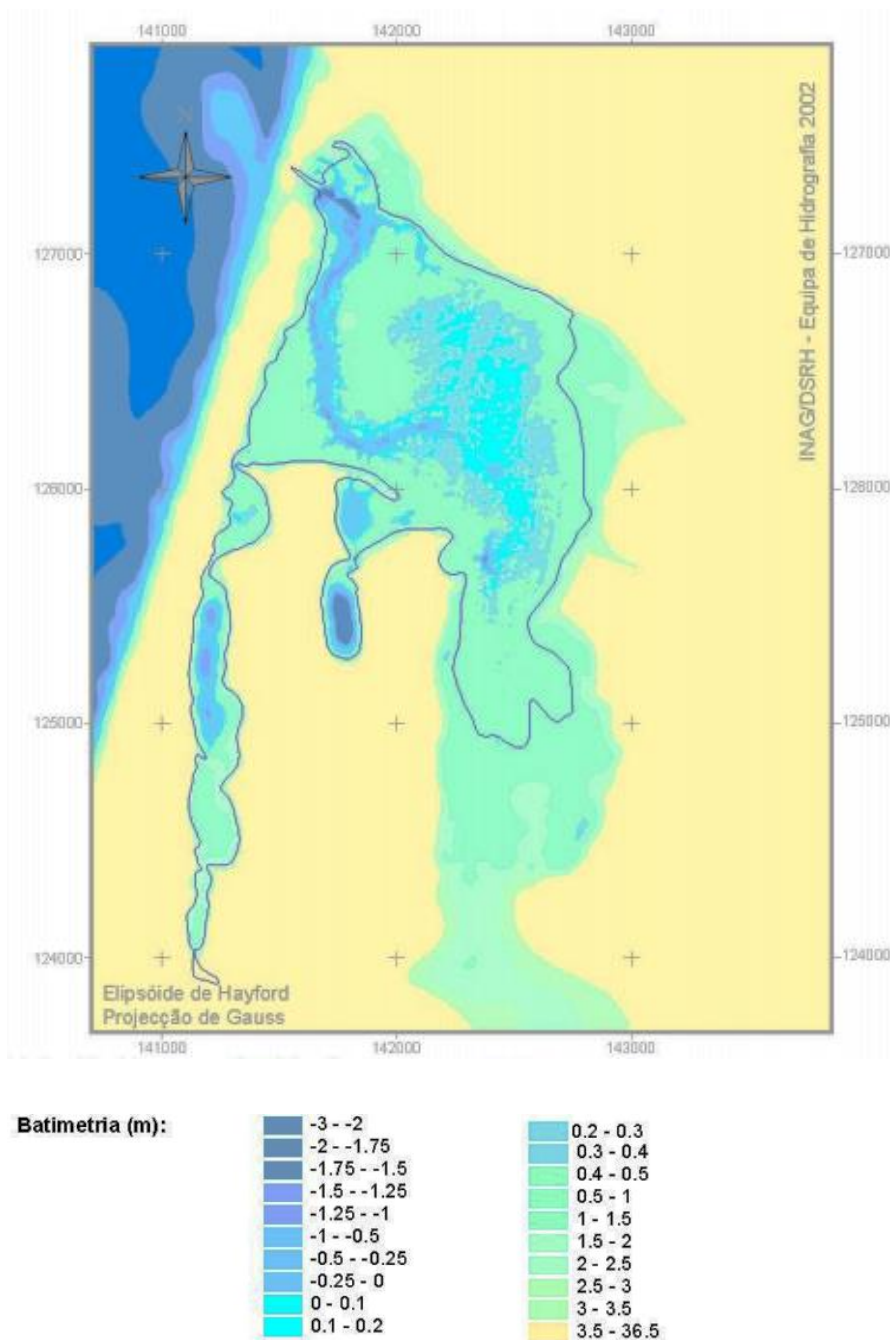 141000 142000 143000
INAG/DSRH - Equipa de Hidrografia 2002
N
127000 127000
126000 126000
125000 125000
124000 124000
Elipsóide de Hayford
Projecção de Gauss
141000 142000 143000
Batimetria (m):
-3 - -2
-2 - -1.75
-1.75 - -1.5
-1.5 - -1.25
-1.25 - -1
-1 - -0.5
-0.5 - -0.25
-0.25 - 0
0 - 0.1
0.1 - 0.2
0.2 - 0.3
0.3 - 0.4
0.4 - 0.5
0.5 - 1
1 - 1.5
1.5 - 2
2 - 2.5
2.5 - 3
3 - 3.5
3.5 - 36.5